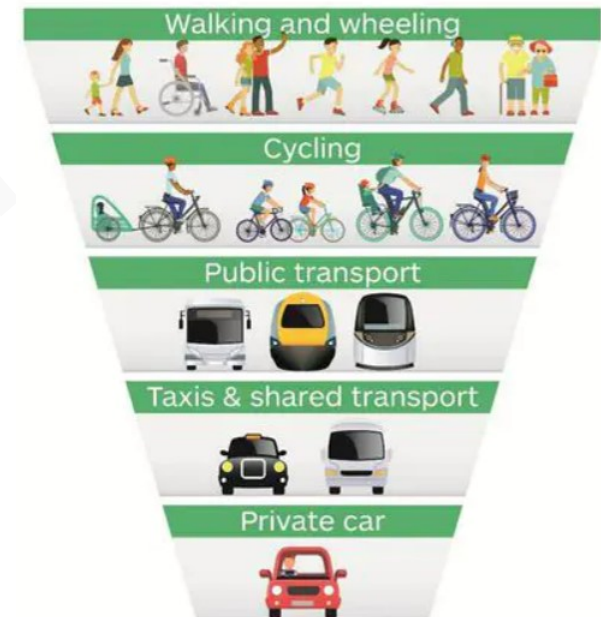 Walking and wheeling
Cycling
Public transport
Taxis & shared transport
Private car